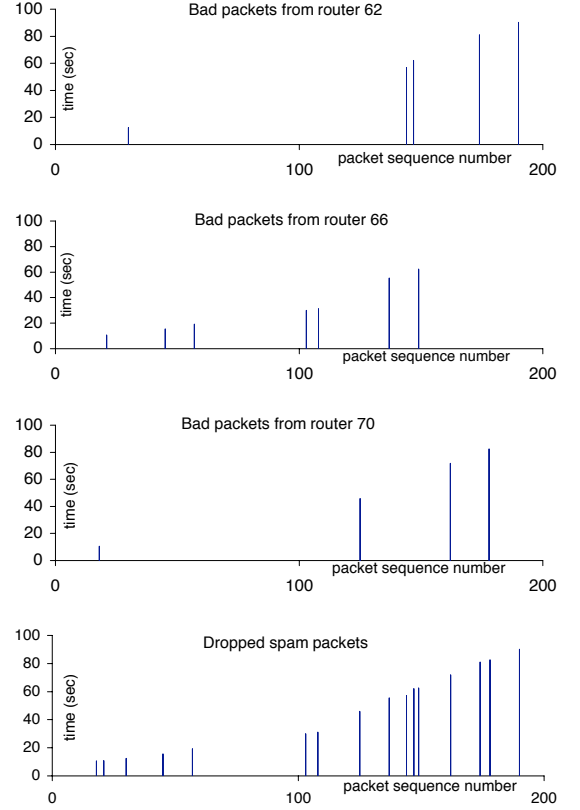 Bad packets from router 62
100
80
60
40
20
0
time (sec)
packet sequence number
0 100 200
Bad packets from router 66
100
80
60
40
20
0
time (sec)
packet sequence number
0 100 200
Bad packets from router 70
100
80
60
40
20
0
time (sec)
packet sequence number
0 100 200
Dropped spam packets
100
80
60
40
20
0
time (sec)
packet sequence number
0 100 200